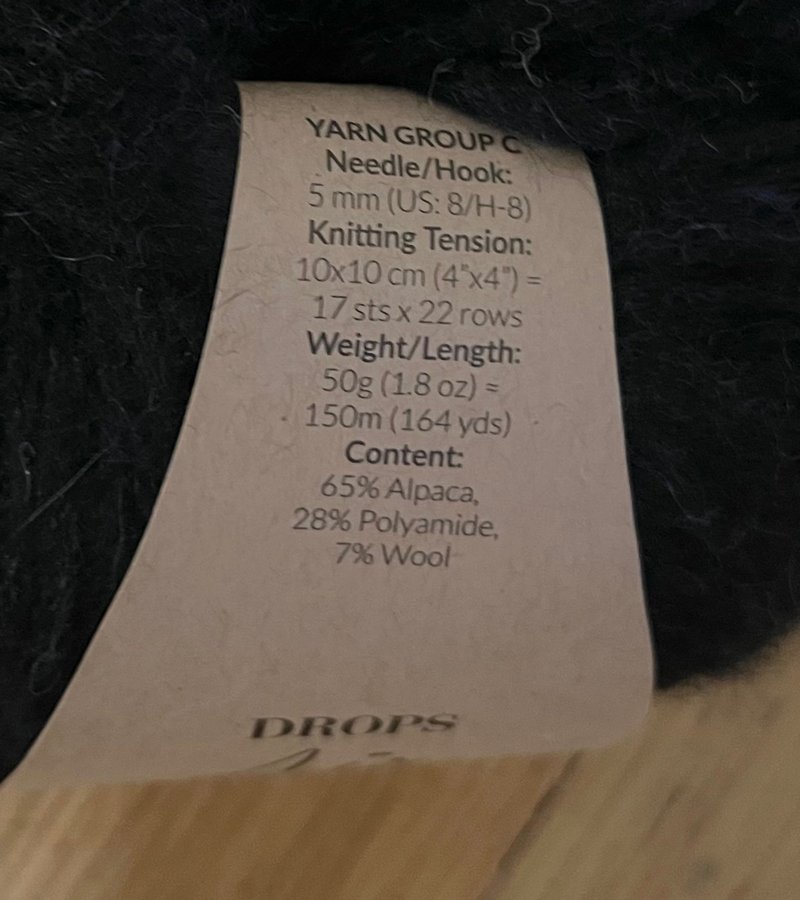 YARN GROUP C
Needle/Hook:
5 mm (US: 8/H-8)
Knitting Tension:
10x10 cm (4"x4") =
17 sts x 22 rows
Weight/Length:
50g (1.8 oz) =
150m (164 yds)
Content:
65% Alpaca,
28% Polyamide,
7% Wool
DROPS